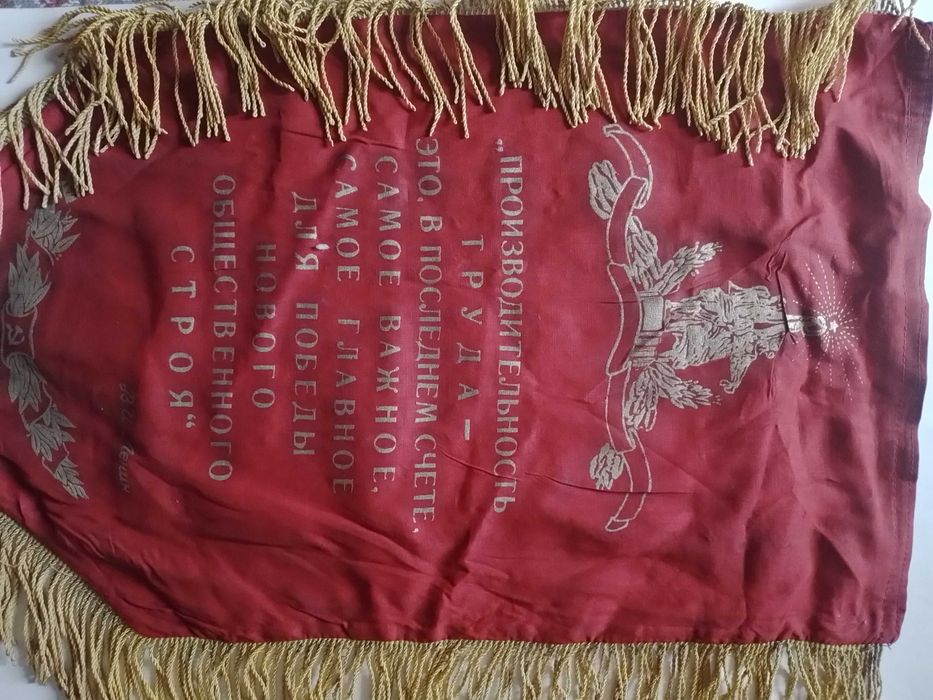 „ПРОИЗВОДИТЕЛЬНОСТЬ
ТРУДА –
ЭТО, В ПОСЛЕДНЕМ СЧЕТЕ,
САМОЕ ВАЖНОЕ,
САМОЕ ГЛАВНОЕ
ДЛЯ ПОБЕДЫ
НОВОГО
ОБЩЕСТВЕННОГО
СТРОЯ“
В И Ленин